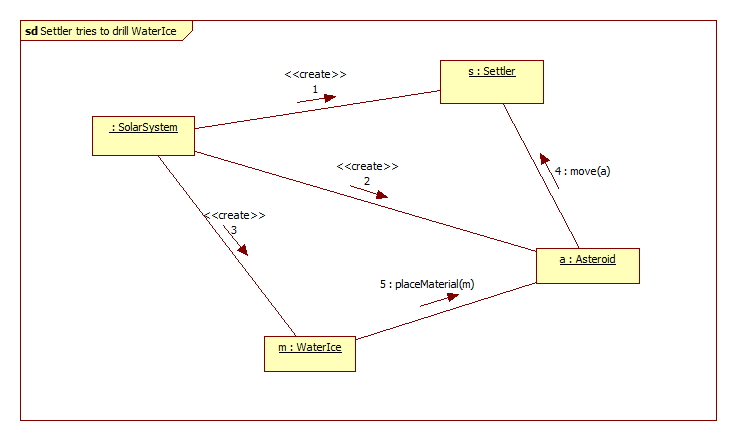 sd Settler tries to drill WaterIce
<<create>>
1
s : Settler
: SolarSystem
<<create>>
2
4 : move(a)
<<create>>
3
a : Asteroid
5 : placeMaterial(m)
m : WaterIce